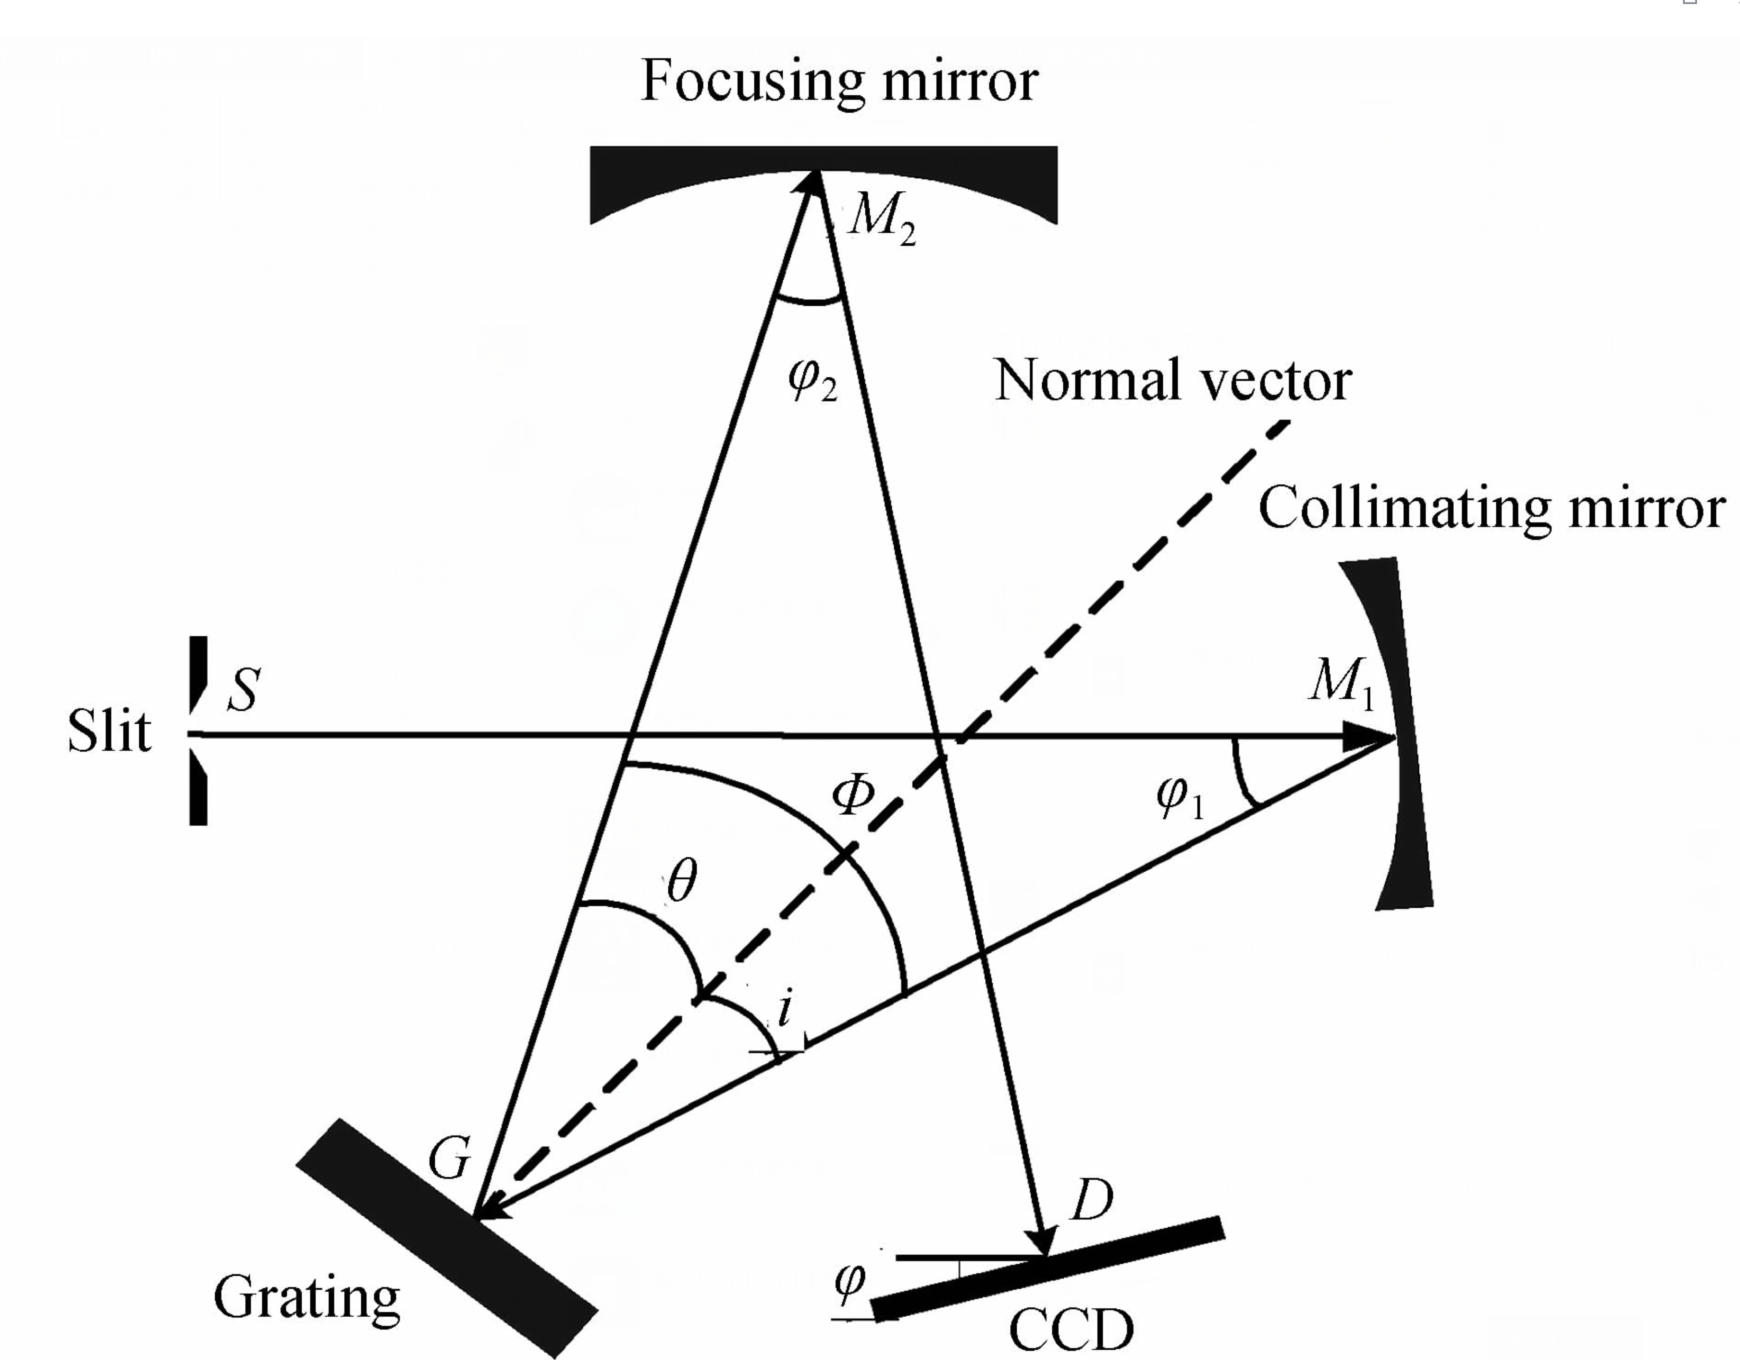 Focusing mirror
M₂
φ₂
Normal vector
Collimating mirror
S
M₁
Slit
Φ
φ₁
θ
i
G
D
Grating
φ
CCD